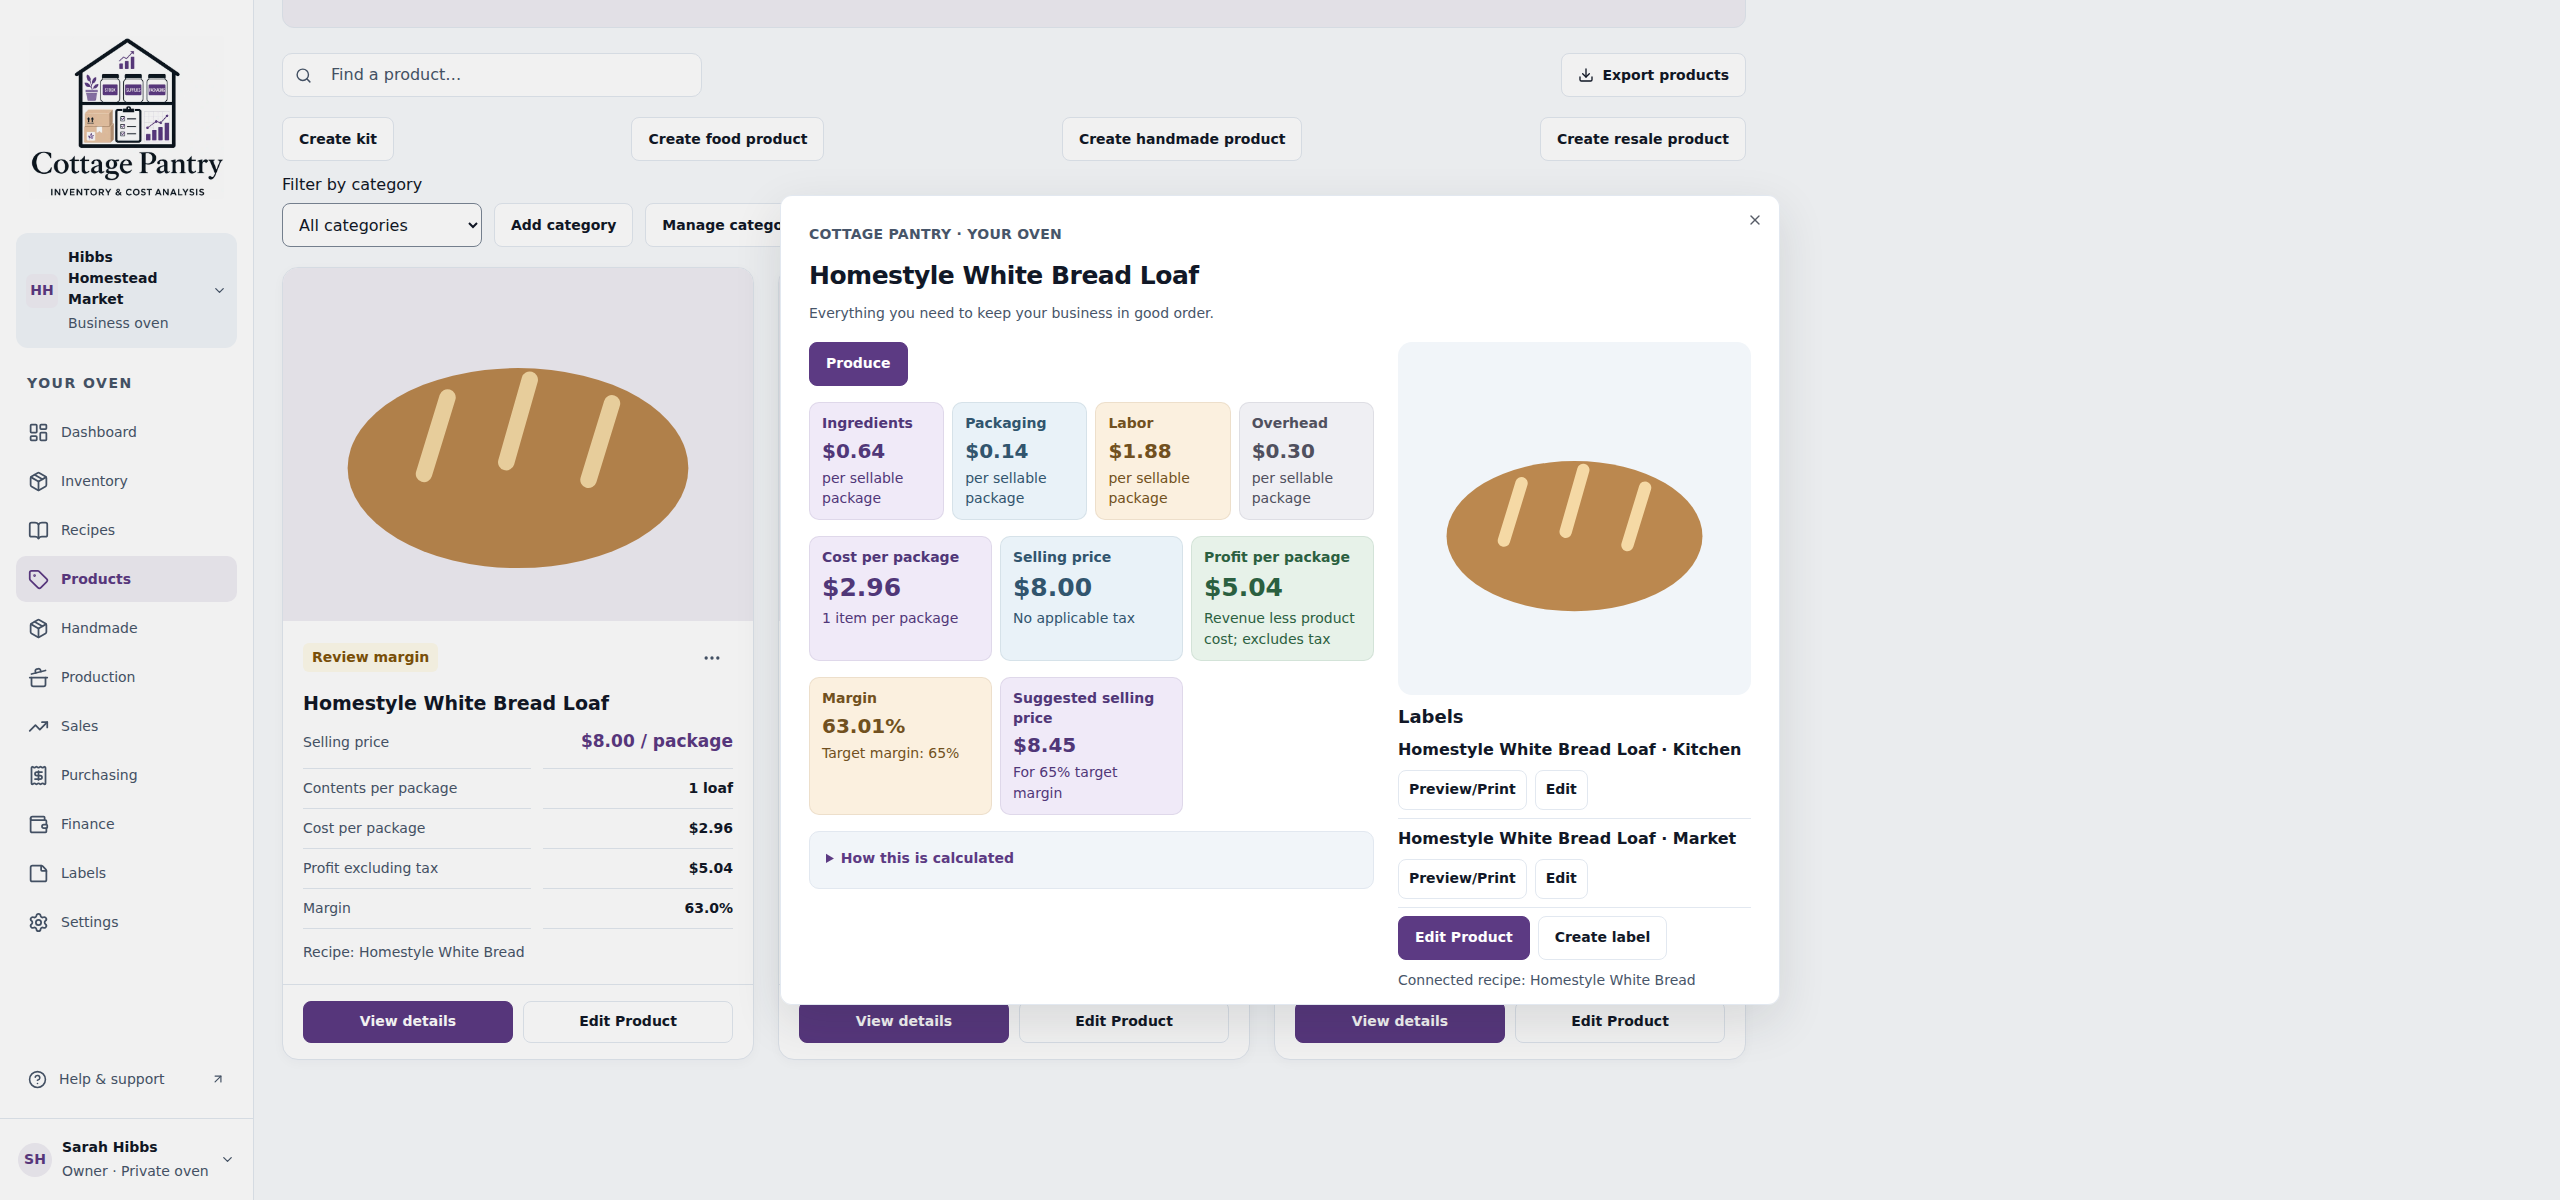 Cottage Pantry
INVENTORY & COST ANALYSIS
HH
Hibbs
Homestead
Market
Business oven
YOUR OVEN
Dashboard
Inventory
Recipes
Products
Handmade
Production
Sales
Purchasing
Finance
Labels
Settings
Help & support
SH
Sarah Hibbs
Owner · Private oven
Find a product...
Export products
Create kit
Create food product
Create handmade product
Create resale product
Filter by category
All categories
Add category
Manage catego
Review margin
Homestyle White Bread Loaf
Selling price $8.00 / package
Contents per package 1 loaf
Cost per package $2.96
Profit excluding tax $5.04
Margin 63.0%
Recipe: Homestyle White Bread
View details
Edit Product
View details
Edit Product
View details
Edit Product
COTTAGE PANTRY · YOUR OVEN
Homestyle White Bread Loaf
Everything you need to keep your business in good order.
Produce
Ingredients
$0.64
per sellable
package
Packaging
$0.14
per sellable
package
Labor
$1.88
per sellable
package
Overhead
$0.30
per sellable
package
Cost per package
$2.96
1 item per package
Selling price
$8.00
No applicable tax
Profit per package
$5.04
Revenue less product
cost; excludes tax
Margin
63.01%
Target margin: 65%
Suggested selling
price
$8.45
For 65% target
margin
How this is calculated
Labels
Homestyle White Bread Loaf · Kitchen
Preview/Print
Edit
Homestyle White Bread Loaf · Market
Preview/Print
Edit
Edit Product
Create label
Connected recipe: Homestyle White Bread